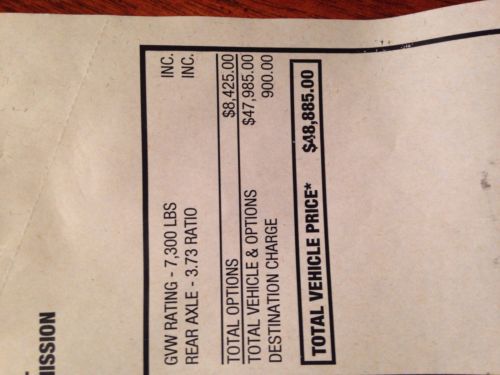 MISSION
GVW RATING - 7,300 LBS INC.
REAR AXLE - 3.73 RATIO INC.
TOTAL OPTIONS $8,425.00
TOTAL VEHICLE & OPTIONS $47,985.00
DESTINATION CHARGE 900.00
TOTAL VEHICLE PRICE* $48,885.00